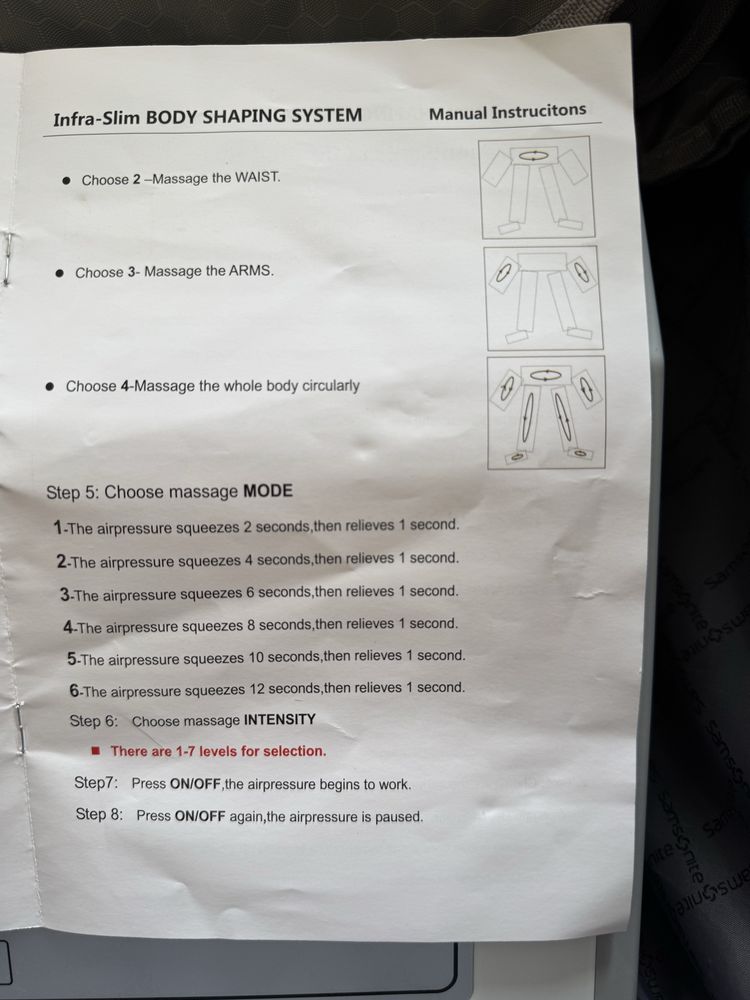 Infra-Slim BODY SHAPING SYSTEM Manual Instrucitons
● Choose 2 –Massage the WAIST.
● Choose 3- Massage the ARMS.
● Choose 4-Massage the whole body circularly
Step 5: Choose massage MODE
1-The airpressure squeezes 2 seconds,then relieves 1 second.
2-The airpressure squeezes 4 seconds,then relieves 1 second.
3-The airpressure squeezes 6 seconds,then relieves 1 second.
4-The airpressure squeezes 8 seconds,then relieves 1 second.
5-The airpressure squeezes 10 seconds,then relieves 1 second.
6-The airpressure squeezes 12 seconds,then relieves 1 second.
Step 6: Choose massage INTENSITY
■ There are 1-7 levels for selection.
Step7: Press ON/OFF,the airpressure begins to work.
Step 8: Press ON/OFF again,the airpressure is paused.
Samsonite
samsonite
samsonite